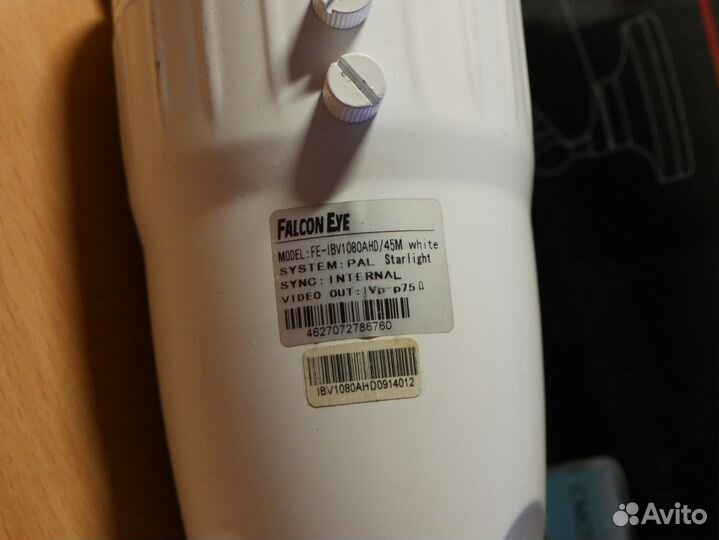 FALCON EYE
MODEL:FE-IBV1080AHD/45M white
SYSTEM:PAL Starlight
SYNC:INTERNAL
VIDEO OUT:1Vp-p75Ω
4627072786760
IBV1080AHD0914012
Avito